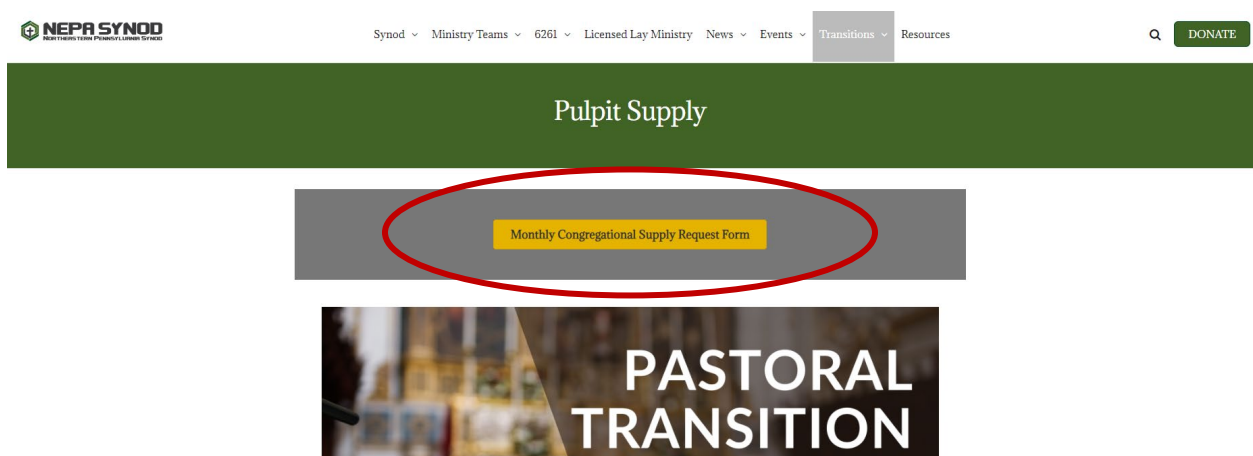 NEPA SYNOD
NORTHEASTERN PENNSYLVANIA SYNOD
Synod Ministry Teams 6261 Licensed Lay Ministry News Events Transitions Resources
DONATE
Pulpit Supply
Monthly Congregational Supply Request Form
PASTORAL
TRANSITION